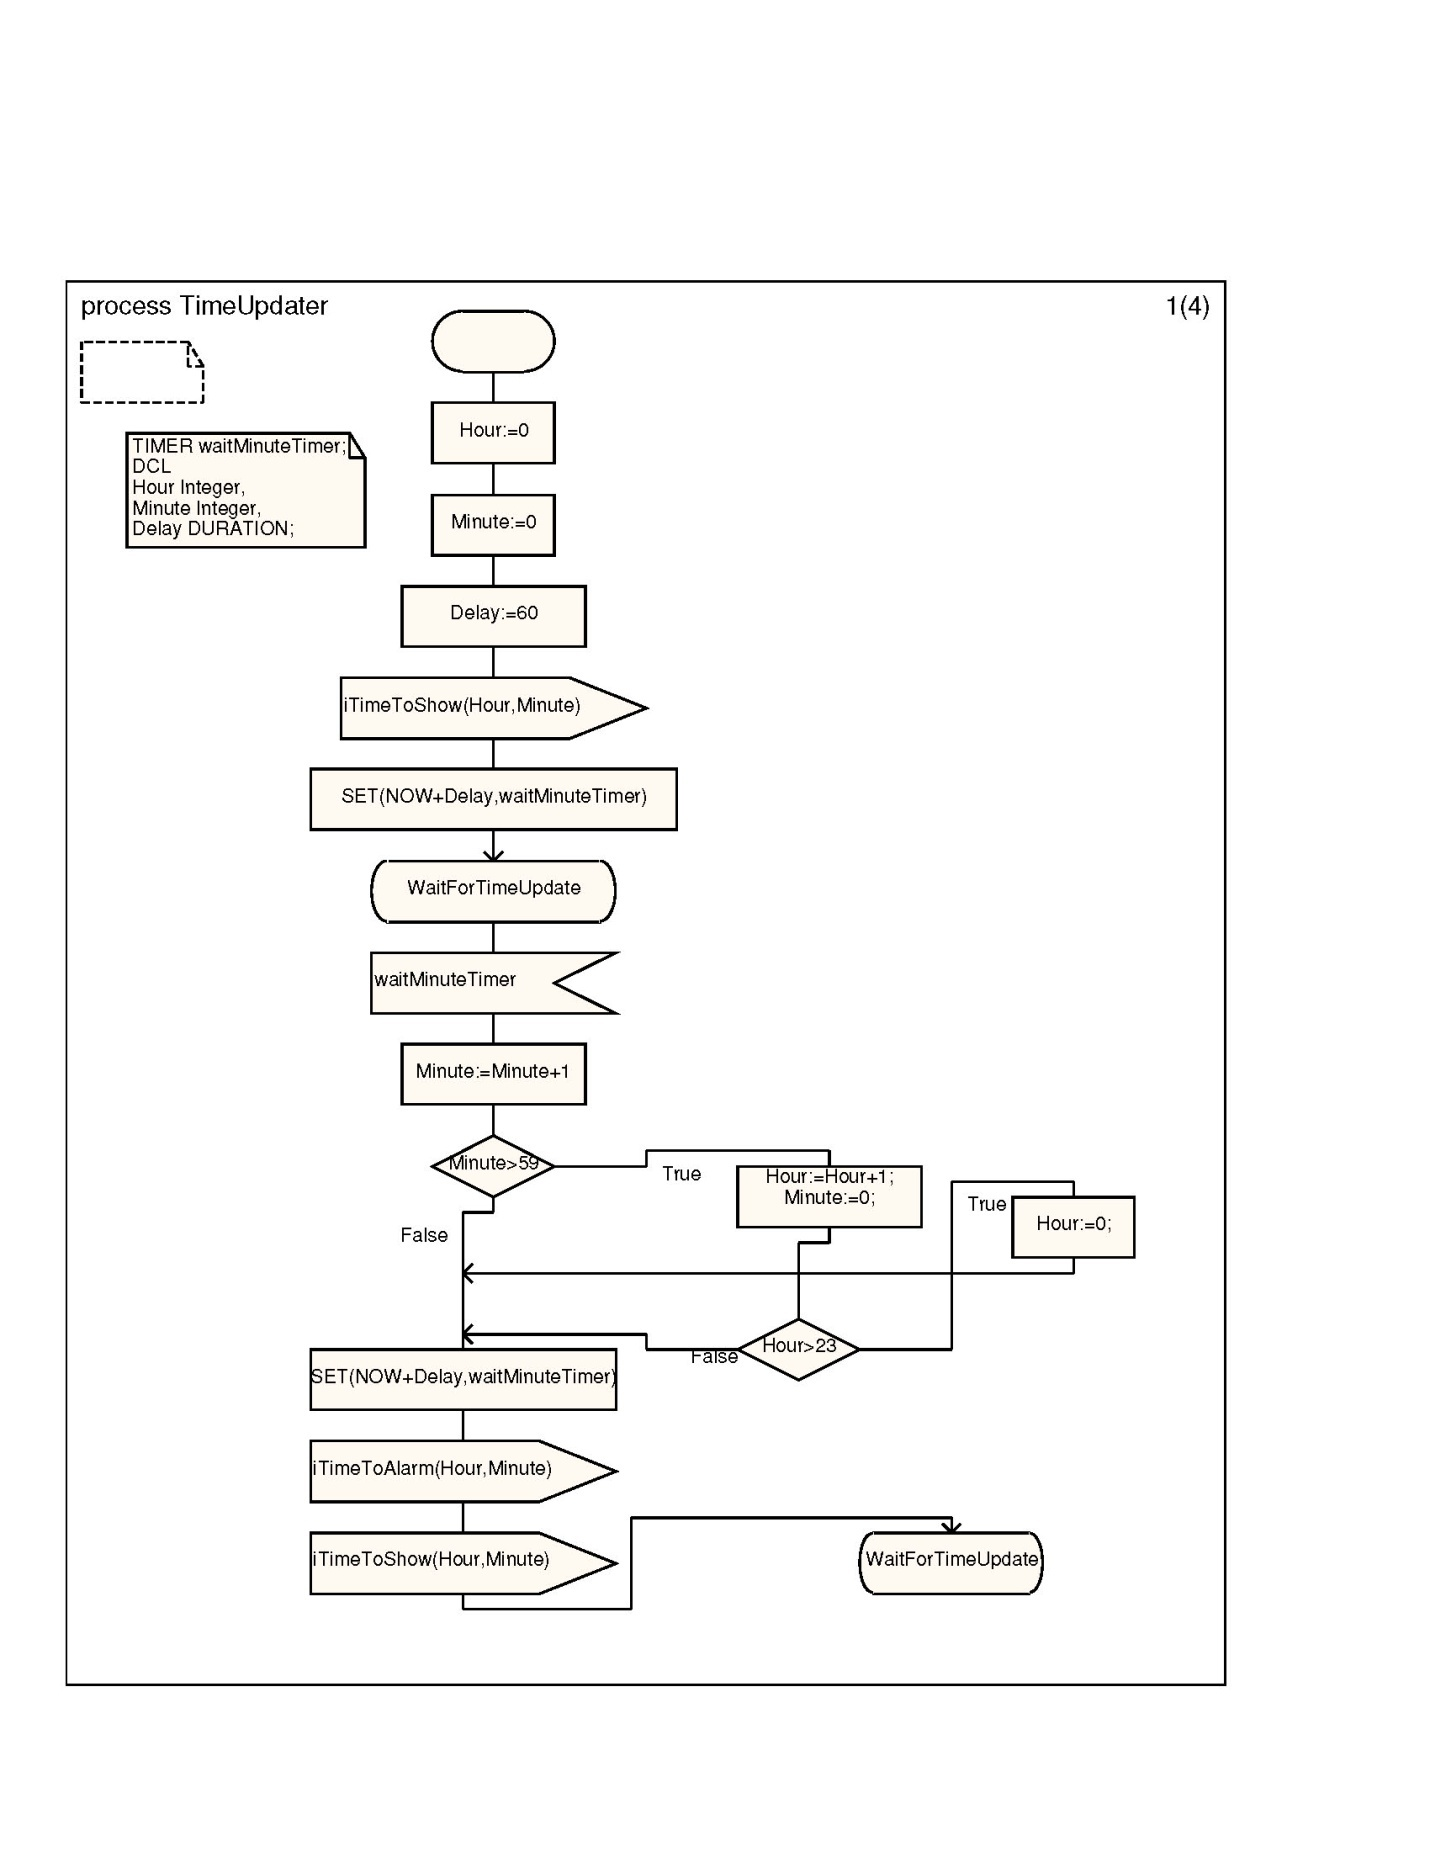 process TimeUpdater
1(4)
TIMER waitMinuteTimer;
DCL
Hour Integer,
Minute Integer,
Delay DURATION;
Hour:=0
Minute:=0
Delay:=60
iTimeToShow(Hour,Minute)
SET(NOW+Delay,waitMinuteTimer)
WaitForTimeUpdate
waitMinuteTimer
Minute:=Minute+1
Minute>59
True
Hour:=Hour+1;
Minute:=0;
True
Hour:=0;
False
Hour>23
False
SET(NOW+Delay,waitMinuteTimer)
iTimeToAlarm(Hour,Minute)
iTimeToShow(Hour,Minute)
WaitForTimeUpdate